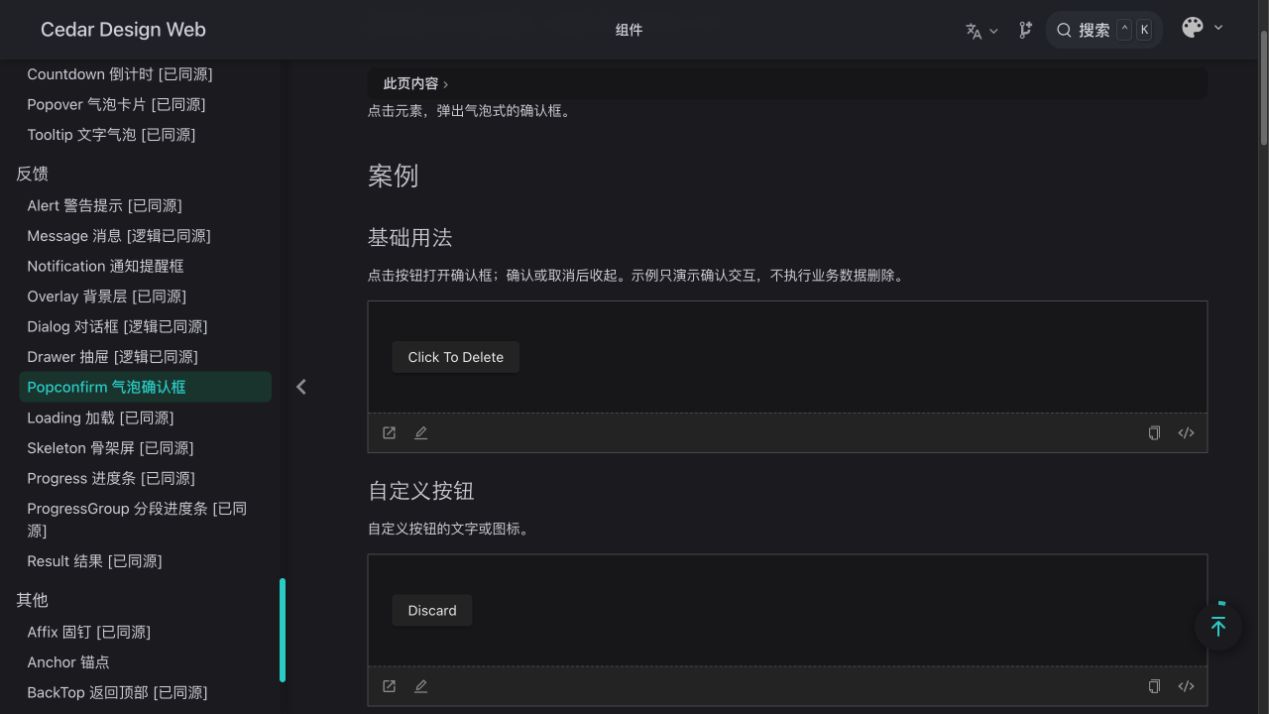 Cedar Design Web
组件
搜索 ^ K
Countdown 倒计时 [已同源]
Popover 气泡卡片 [已同源]
Tooltip 文字气泡 [已同源]
反馈
Alert 警告提示 [已同源]
Message 消息 [逻辑已同源]
Notification 通知提醒框
Overlay 背景层 [已同源]
Dialog 对话框 [逻辑已同源]
Drawer 抽屉 [逻辑已同源]
Popconfirm 气泡确认框
Loading 加载 [已同源]
Skeleton 骨架屏 [已同源]
Progress 进度条 [已同源]
ProgressGroup 分段进度条 [已同
源]
Result 结果 [已同源]
其他
Affix 固钉 [已同源]
Anchor 锚点
BackTop 返回顶部 [已同源]
此页内容 ›
点击元素，弹出气泡式的确认框。
案例
基础用法
点击按钮打开确认框；确认或取消后收起。示例只演示确认交互，不执行业务数据删除。
Click To Delete
自定义按钮
自定义按钮的文字或图标。
Discard